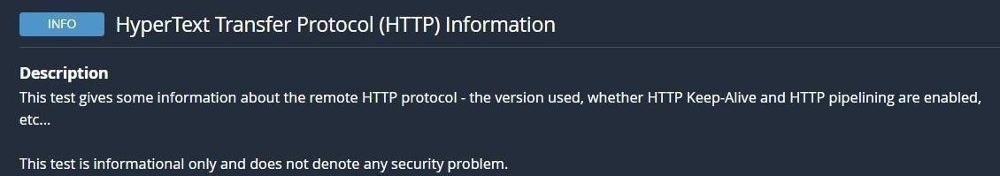 INFO HyperText Transfer Protocol (HTTP) Information
Description
This test gives some information about the remote HTTP protocol - the version used, whether HTTP Keep-Alive and HTTP pipelining are enabled,
etc...
This test is informational only and does not denote any security problem.